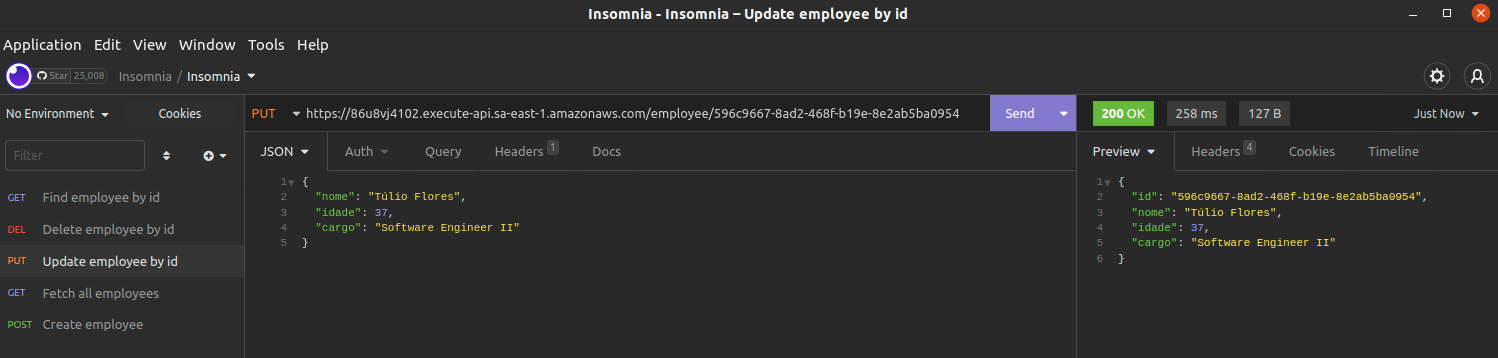 Insomnia - Insomnia – Update employee by id
Application Edit View Window Tools Help
Star 25,008 Insomnia / Insomnia
No Environment Cookies
PUT https://86u8vj4102.execute-api.sa-east-1.amazonaws.com/employee/596c9667-8ad2-468f-b19e-8e2ab5ba0954 Send
200 OK 258 ms 127 B Just Now
Filter
JSON Auth Query Headers 1 Docs
Preview Headers 4 Cookies Timeline
GET Find employee by id
DEL Delete employee by id
PUT Update employee by id
GET Fetch all employees
POST Create employee
1 {
2 "nome": "Túlio Flores",
3 "idade": 37,
4 "cargo": "Software Engineer II"
5 }
1 {
2 "id": "596c9667-8ad2-468f-b19e-8e2ab5ba0954",
3 "nome": "Túlio Flores",
4 "idade": 37,
5 "cargo": "Software Engineer II"
6 }